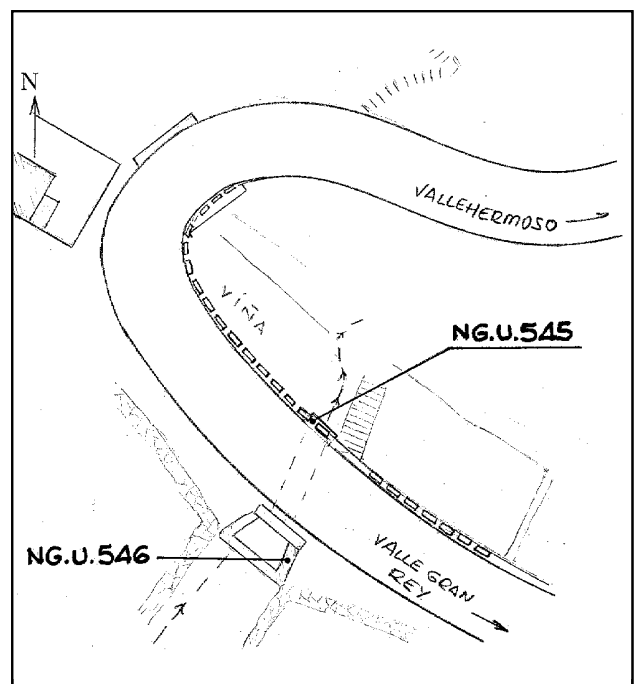 N
VALLEHERMOSO
VIÑA
NG.U.545
NG.U.546
VALLE GRAN
REY